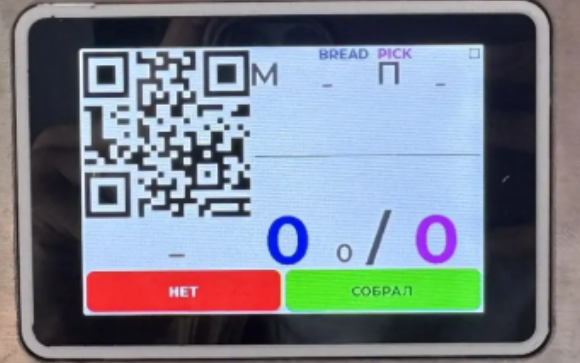 BREAD PICK
М _ П _
_ 0 0 / 0
НЕТ СОБРАЛ